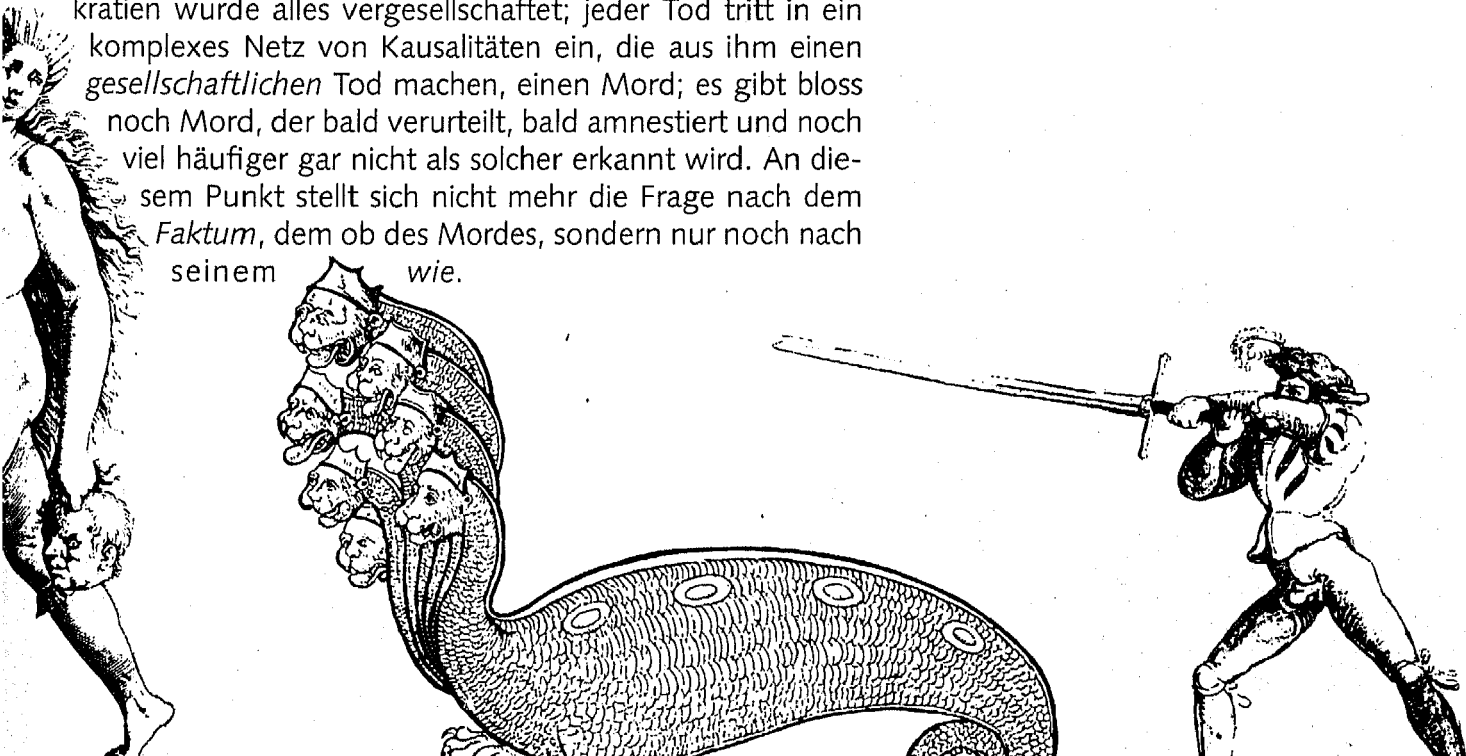 kratien wurde alles vergesellschaftet; jeder Tod tritt in ein
komplexes Netz von Kausalitäten ein, die aus ihm einen
gesellschaftlichen Tod machen, einen Mord; es gibt bloss
noch Mord, der bald verurteilt, bald amnestiert und noch
viel häufiger gar nicht als solcher erkannt wird. An die-
sem Punkt stellt sich nicht mehr die Frage nach dem
Faktum, dem ob des Mordes, sondern nur noch nach
seinem wie.